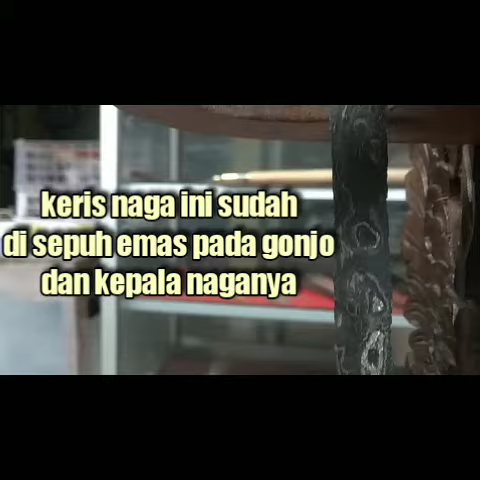 keris naga ini sudah
di sepuh emas pada gonjo
dan kepala naganya